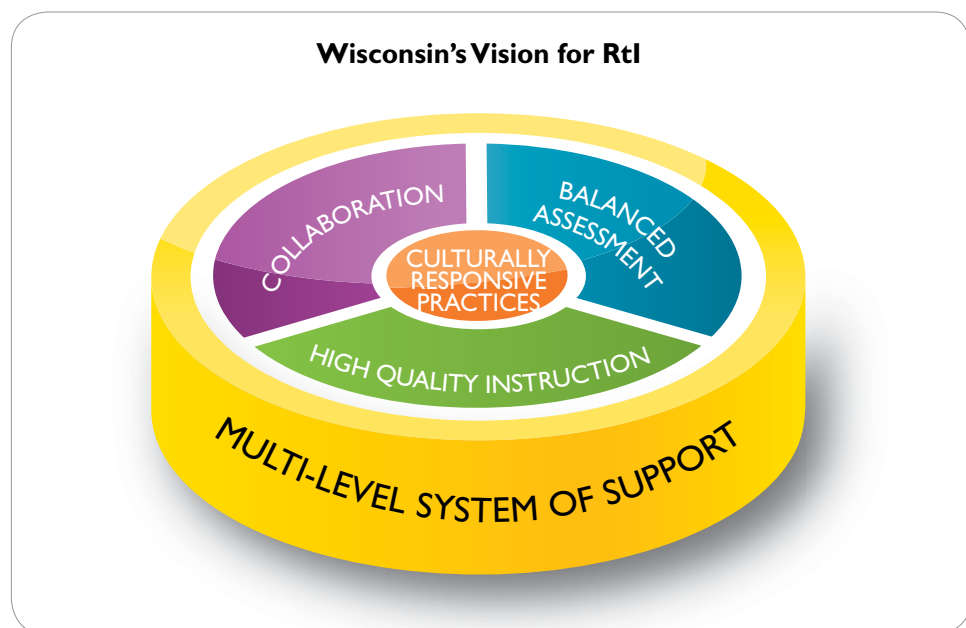 Wisconsin's Vision for RtI
COLLABORATION
BALANCED
ASSESSMENT
CULTURALLY
RESPONSIVE
PRACTICES
HIGH QUALITY INSTRUCTION
MULTI-LEVEL SYSTEM OF SUPPORT